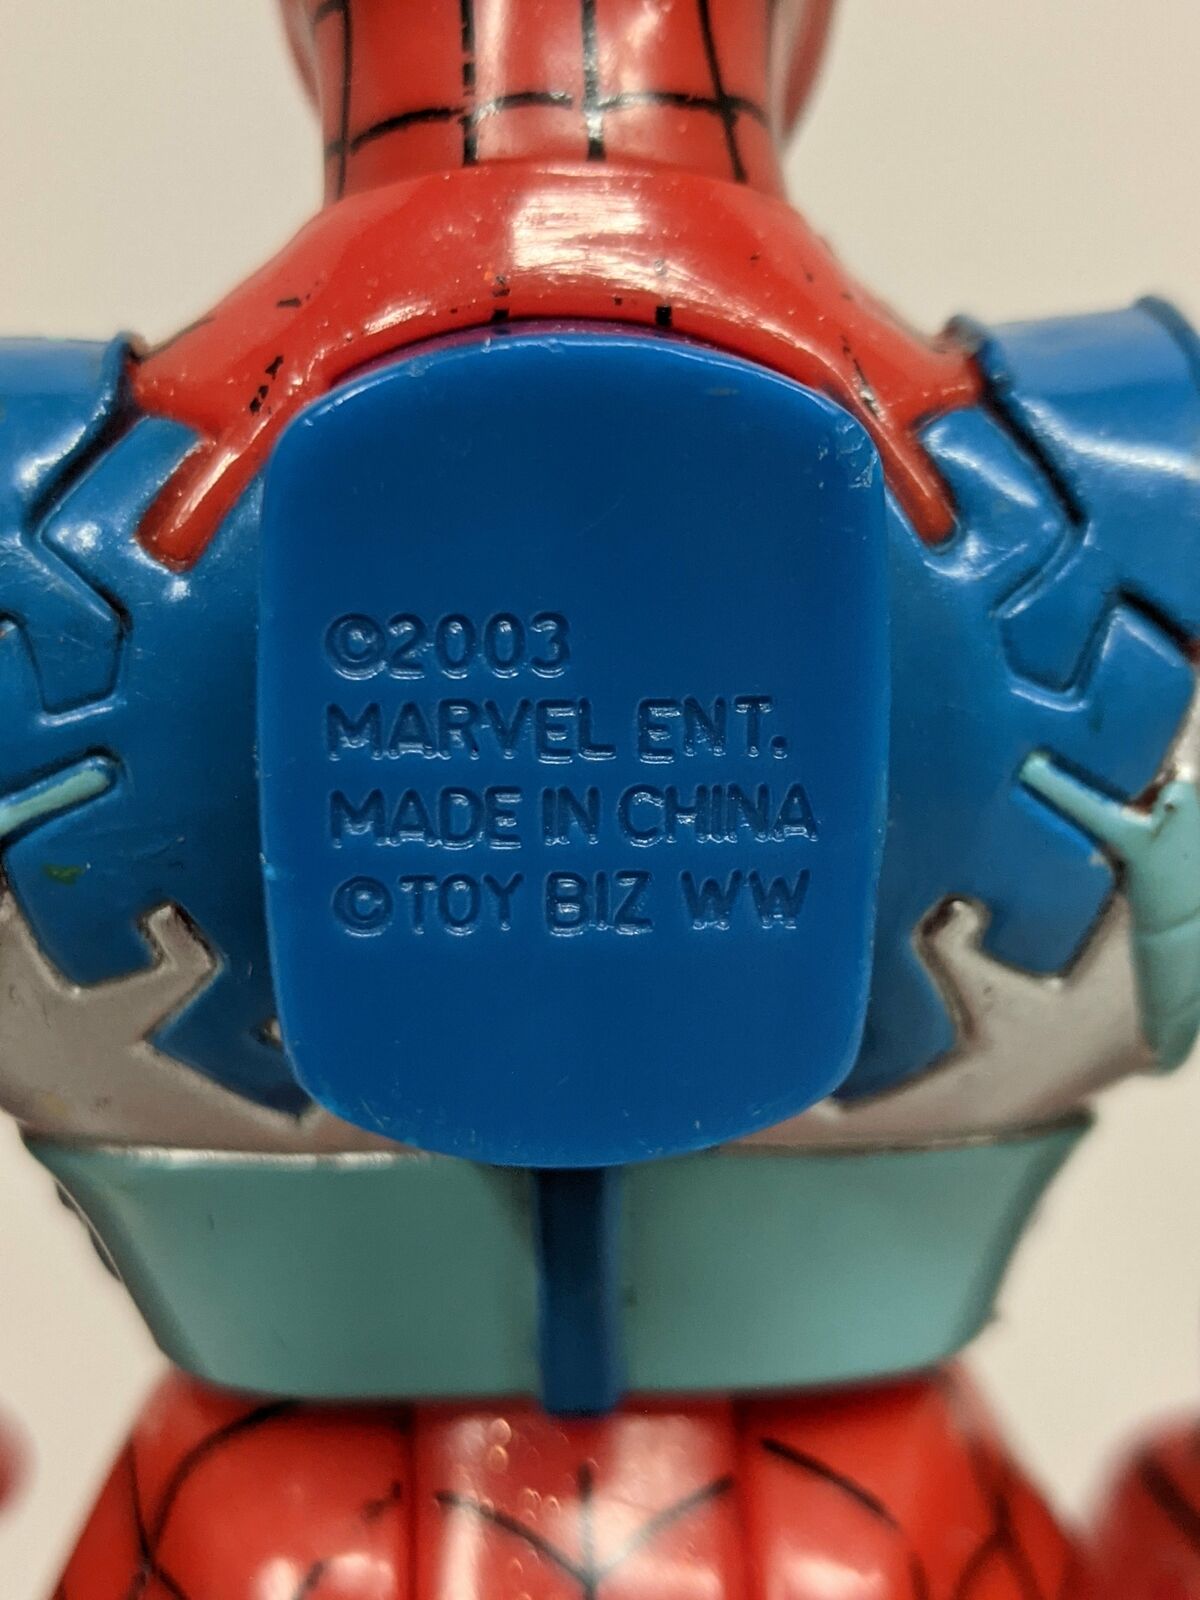 ©2003
MARVEL ENT.
MADE IN CHINA
©TOY BIZ WW